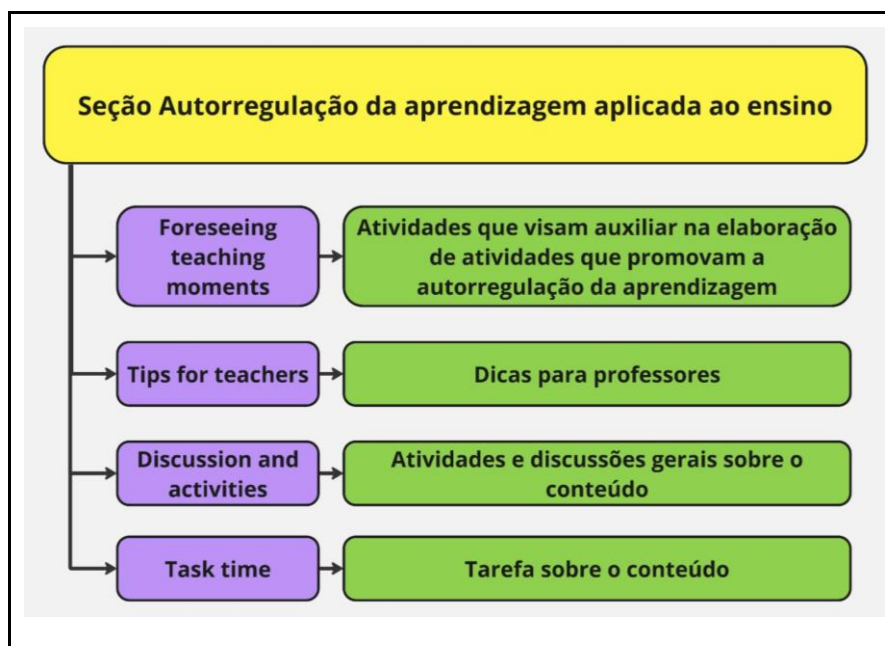 Seção Autorregulação da aprendizagem aplicada ao ensino
Foreseeing
teaching
moments
Atividades que visam auxiliar na elaboração
de atividades que promovam a
autorregulação da aprendizagem
Tips for teachers
Dicas para professores
Discussion and
activities
Atividades e discussões gerais sobre o
conteúdo
Task time
Tarefa sobre o conteúdo